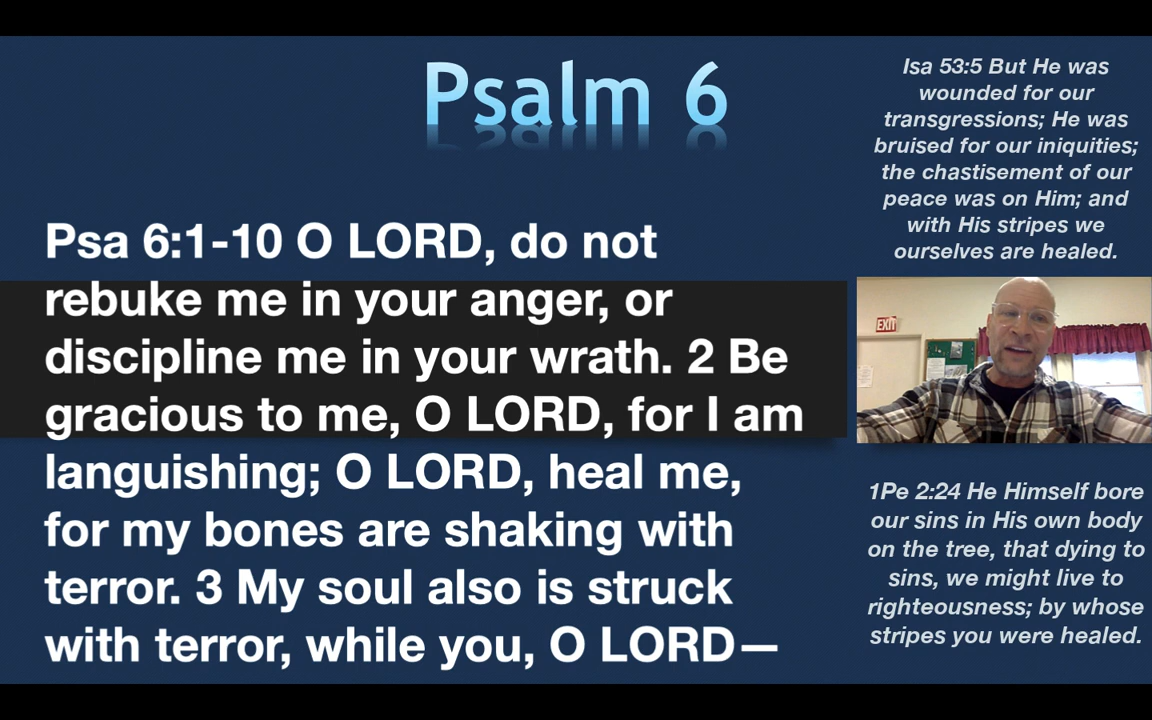 Psalm 6
Psa 6:1-10 O LORD, do not
rebuke me in your anger, or
discipline me in your wrath. 2 Be
gracious to me, O LORD, for I am
languishing; O LORD, heal me,
for my bones are shaking with
terror. 3 My soul also is struck
with terror, while you, O LORD—
Isa 53:5 But He was
wounded for our
transgressions; He was
bruised for our iniquities;
the chastisement of our
peace was on Him; and
with His stripes we
ourselves are healed.
EXIT
1Pe 2:24 He Himself bore
our sins in His own body
on the tree, that dying to
sins, we might live to
righteousness; by whose
stripes you were healed.